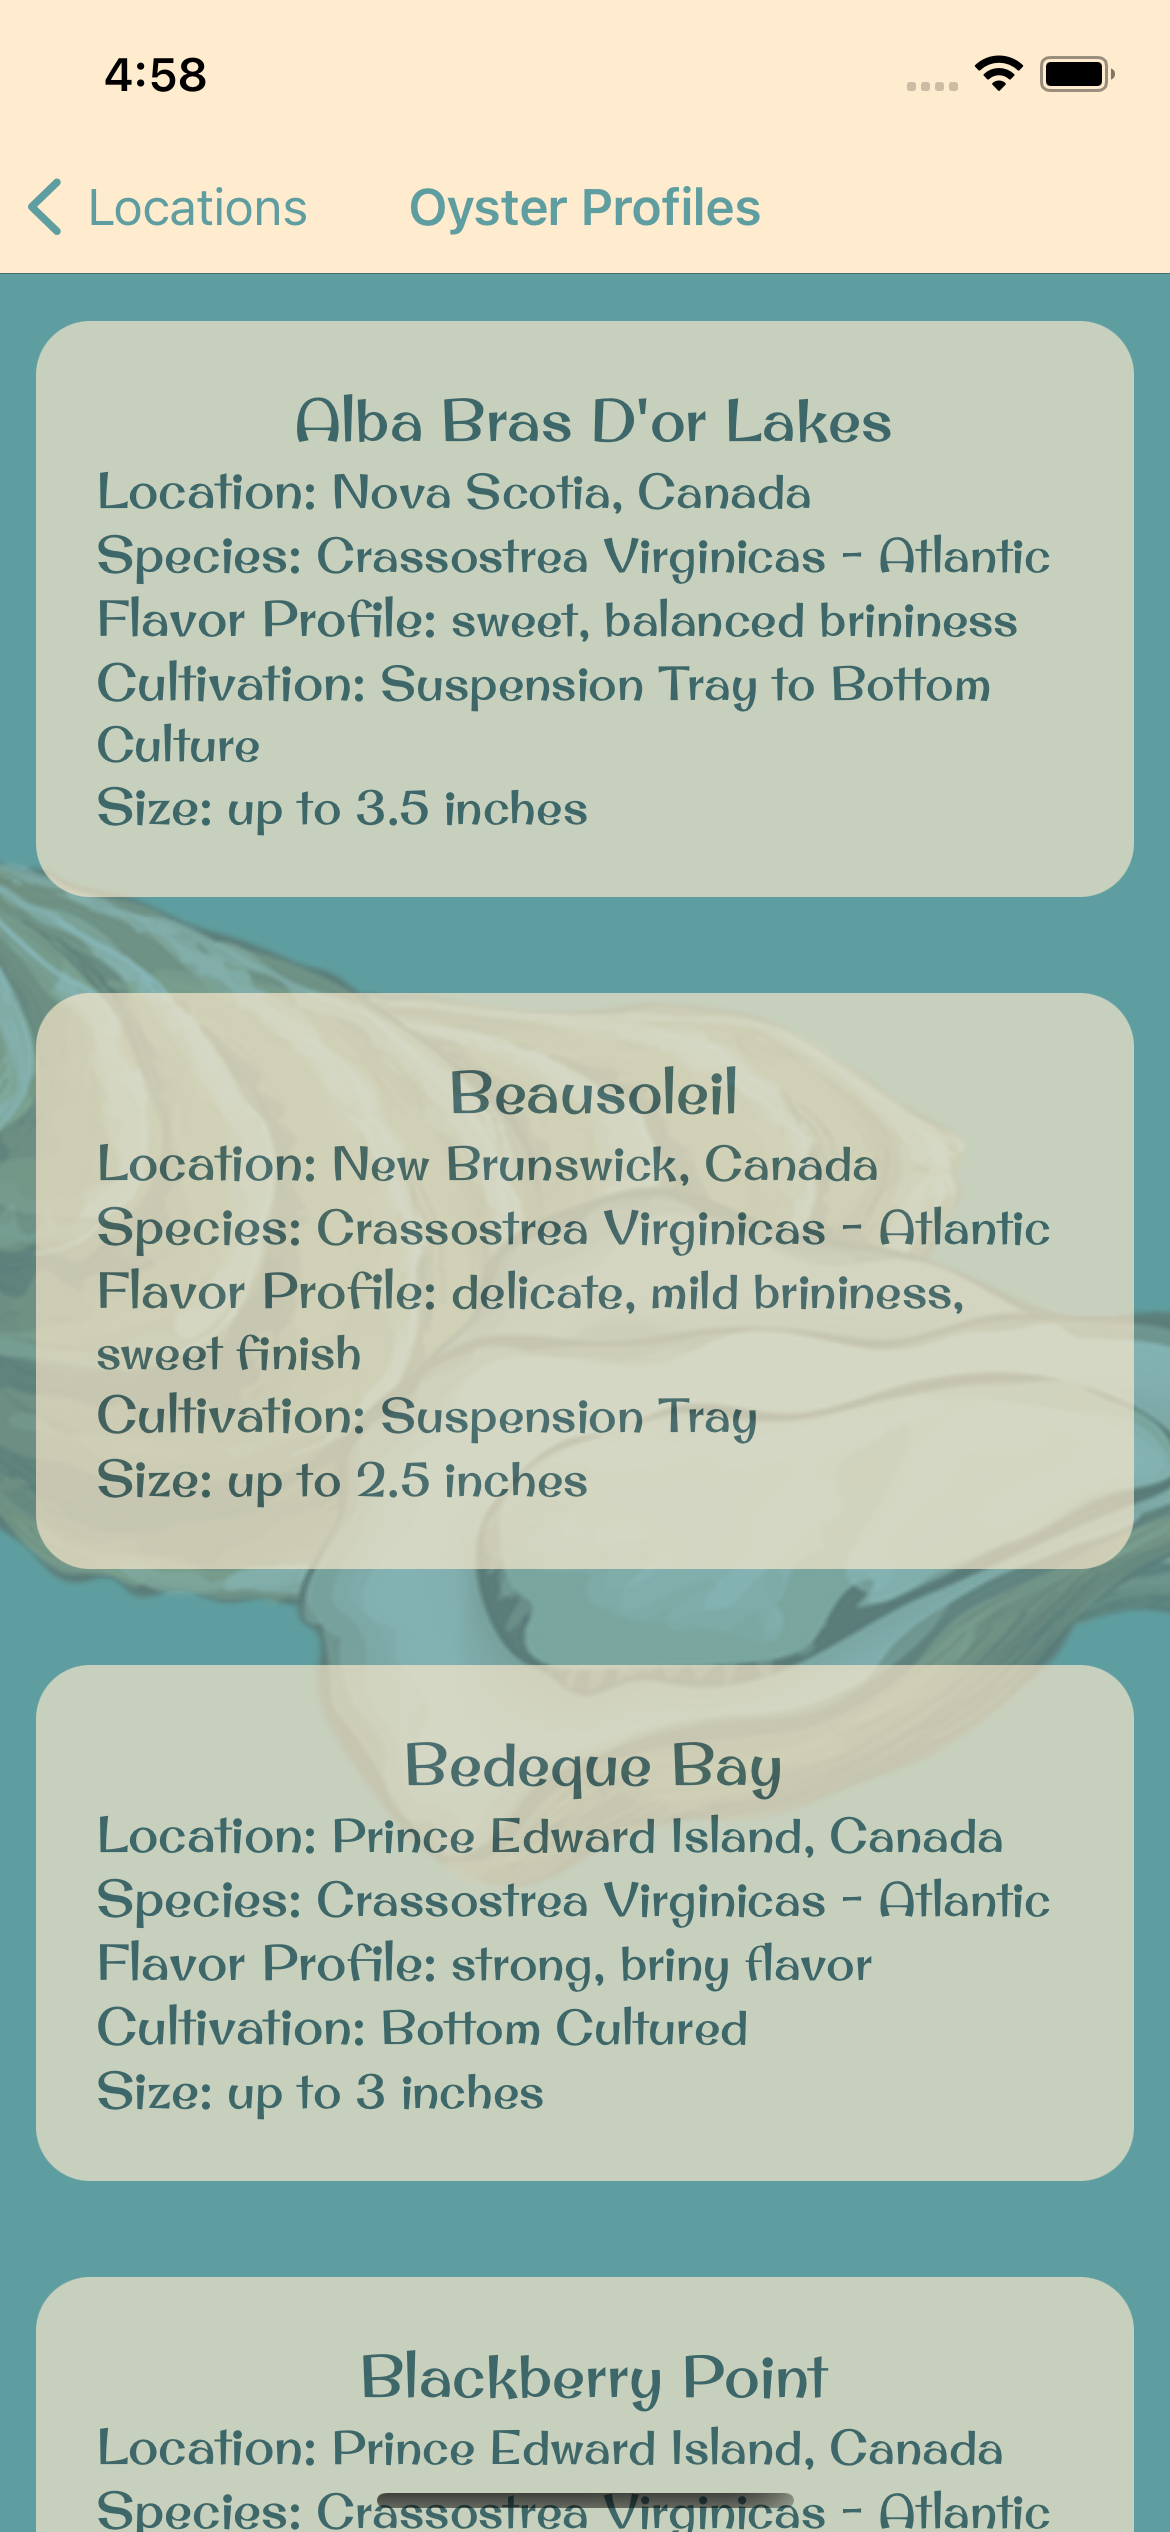 4:58
Locations
Oyster Profiles
Alba Bras D'or Lakes
Location: Nova Scotia, Canada
Species: Crassostrea Virginicas - Atlantic
Flavor Profile: sweet, balanced brininess
Cultivation: Suspension Tray to Bottom
Culture
Size: up to 3.5 inches
Beausoleil
Location: New Brunswick, Canada
Species: Crassostrea Virginicas - Atlantic
Flavor Profile: delicate, mild brininess,
sweet finish
Cultivation: Suspension Tray
Size: up to 2.5 inches
Bedeque Bay
Location: Prince Edward Island, Canada
Species: Crassostrea Virginicas - Atlantic
Flavor Profile: strong, briny flavor
Cultivation: Bottom Cultured
Size: up to 3 inches
Blackberry Point
Location: Prince Edward Island, Canada
Species: Crassostrea Virginicas - Atlantic